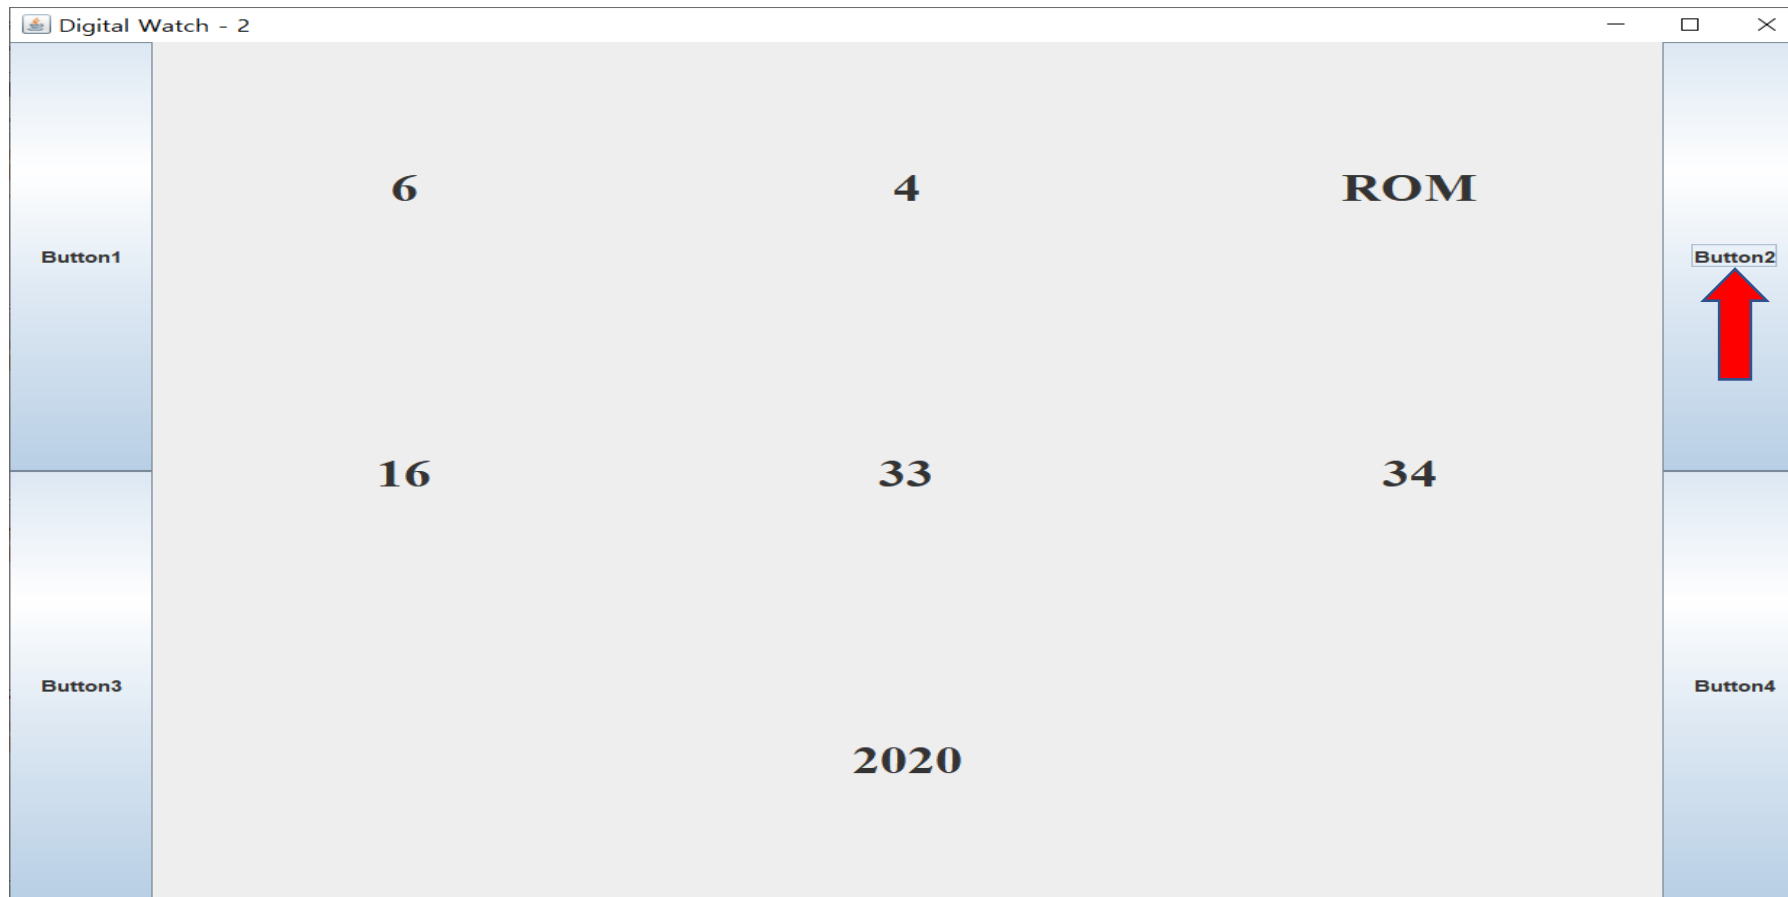 Digital Watch - 2
6 4 ROM
Button1 Button2
16 33 34
Button3 Button4
2020